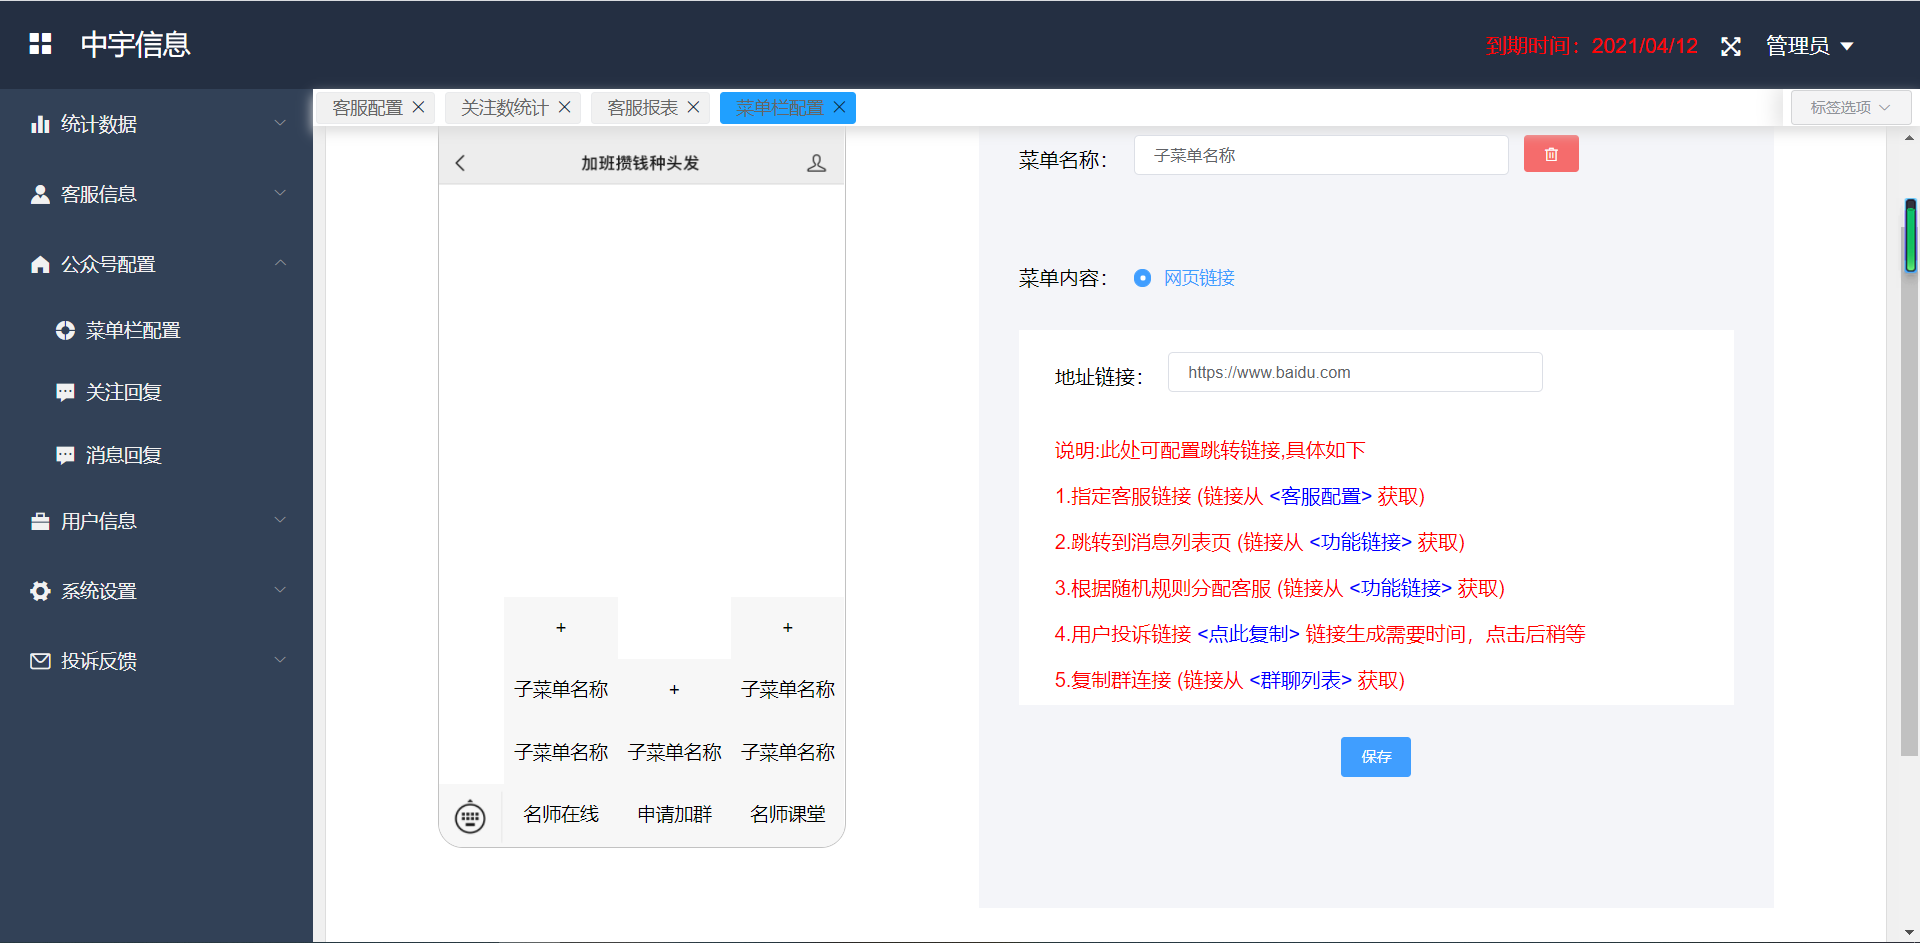 中宇信息
到期时间：2021/04/12
管理员
统计数据
客服信息
公众号配置
菜单栏配置
关注回复
消息回复
用户信息
系统设置
投诉反馈
客服配置
关注数统计
客服报表
菜单栏配置
标签选项
加班攒钱种头发
+
+
子菜单名称
+
子菜单名称
子菜单名称
子菜单名称
子菜单名称
名师在线
申请加群
名师课堂
菜单名称：
子菜单名称
菜单内容：
网页链接
地址链接：
https://www.baidu.com
说明:此处可配置跳转链接,具体如下
1.指定客服链接 (链接从 <客服配置> 获取)
2.跳转到消息列表页 (链接从 <功能链接> 获取)
3.根据随机规则分配客服 (链接从 <功能链接> 获取)
4.用户投诉链接 <点此复制> 链接生成需要时间，点击后稍等
5.复制群连接 (链接从 <群聊列表> 获取)
保存